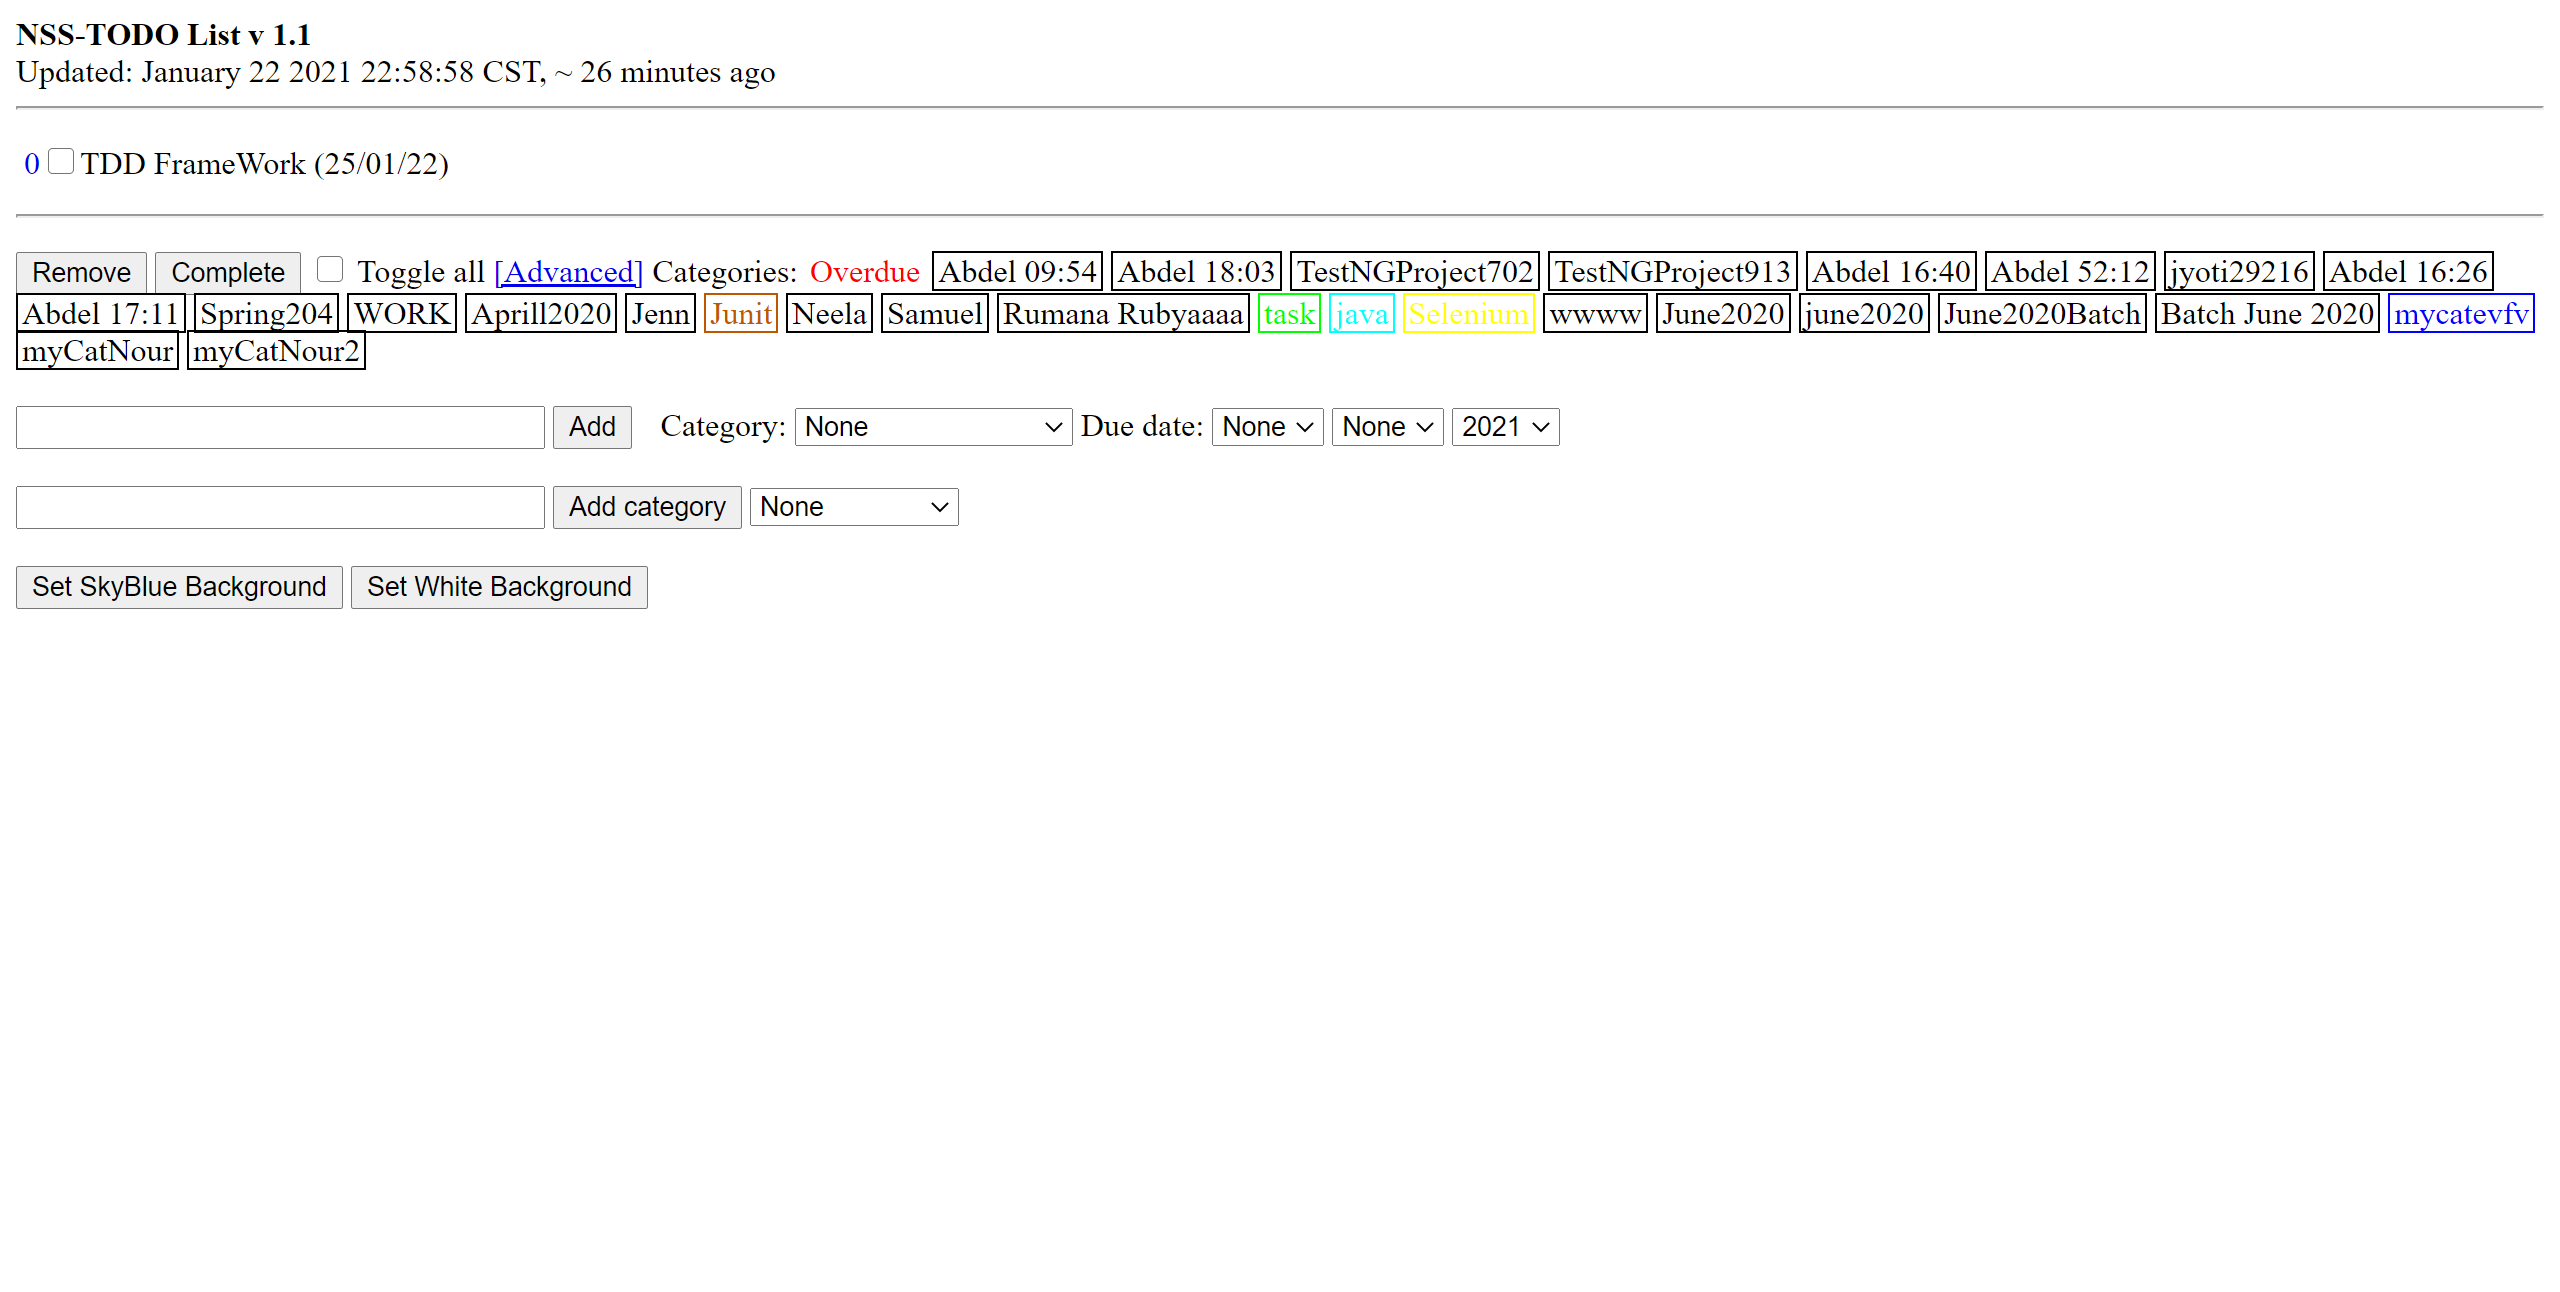 NSS-TODO List v 1.1
Updated: January 22 2021 22:58:58 CST, ~ 26 minutes ago
0 TDD FrameWork (25/01/22)
Remove Complete Toggle all [Advanced] Categories: Overdue Abdel 09:54 Abdel 18:03 TestNGProject702 TestNGProject913 Abdel 16:40 Abdel 52:12 jyoti29216 Abdel 16:26
Abdel 17:11 Spring204 WORK Aprill2020 Jenn Junit Neela Samuel Rumana Rubyaaaa task java Selenium wwww June2020 june2020 June2020Batch Batch June 2020 mycatevfv
myCatNour myCatNour2
Add Category: None Due date: None None 2021
Add category None
Set SkyBlue Background Set White Background